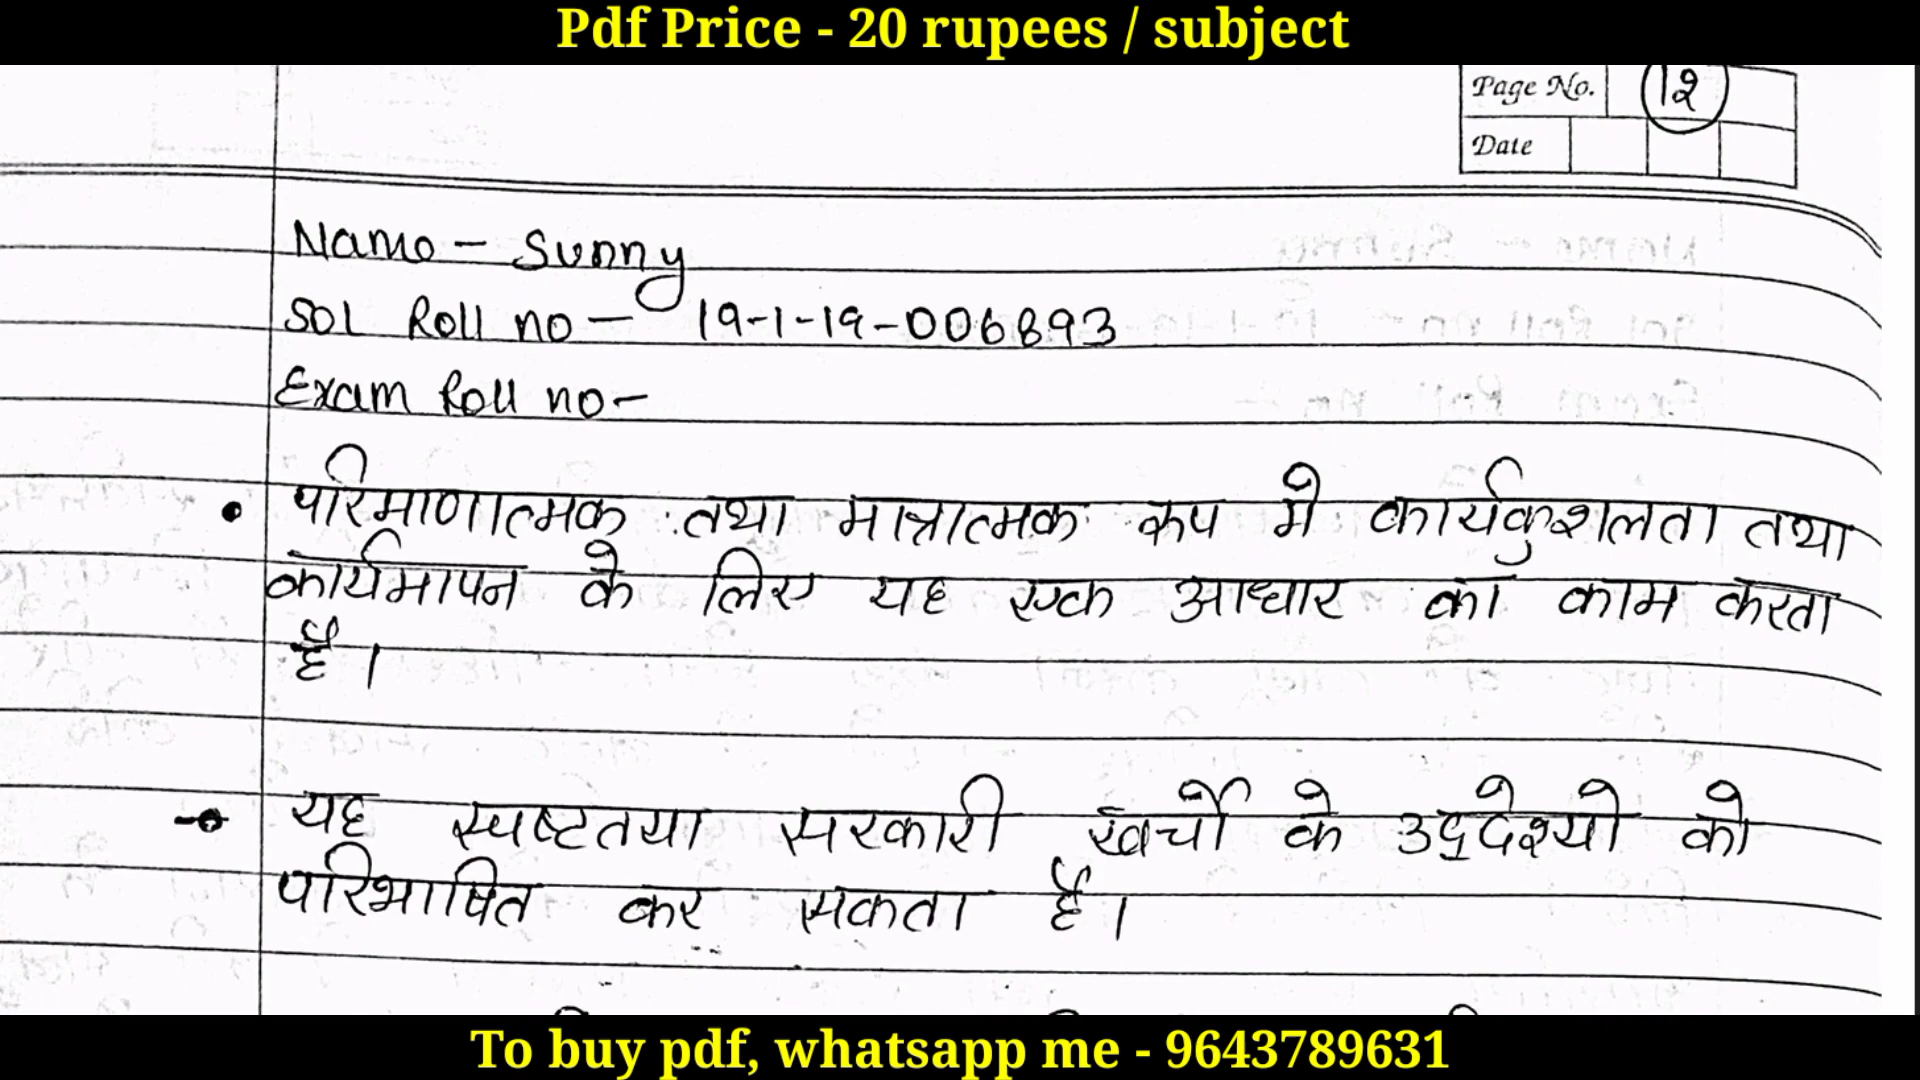 Pdf Price - 20 rupees / subject
Page No. 12
Date
Name - Sunny
SOL Roll no - 19-1-19-006893
Exam Roll no -
• परिमाणात्मक तथा मात्रात्मक रूप में कार्यकुशलता तथा
कार्यमापन के लिए यह एक आधार का काम करता
है।
• यह स्पष्टतया सरकारी खर्चो के उद्देश्यो को
परिभाषित कर सकता है।
To buy pdf, whatsapp me - 9643789631